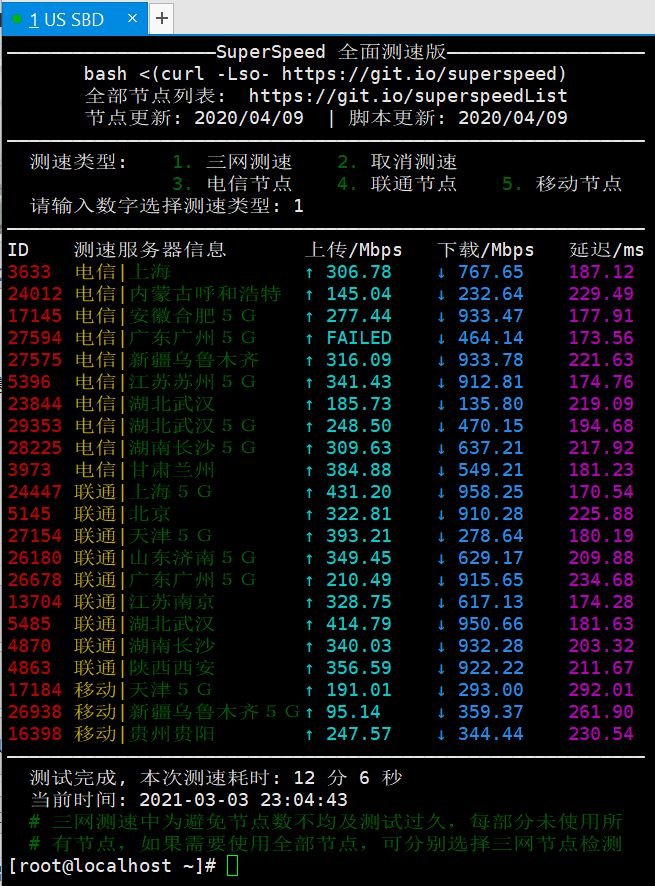 1 US SBD × +
SuperSpeed 全面测速版
bash <(curl -Lso- https://git.io/superspeed)
全部节点列表: https://git.io/superspeedList
节点更新: 2020/04/09 | 脚本更新: 2020/04/09
测速类型: 1. 三网测速 2. 取消测速
3. 电信节点 4. 联通节点 5. 移动节点
请输入数字选择测速类型: 1
ID 测速服务器信息 上传/Mbps 下载/Mbps 延迟/ms
3633 电信|上海 ↑ 306.78 ↓ 767.65 187.12
24012 电信|内蒙古呼和浩特 ↑ 145.04 ↓ 232.64 229.49
17145 电信|安徽合肥5G ↑ 277.44 ↓ 933.47 177.91
27594 电信|广东广州5G ↑ FAILED ↓ 464.14 173.56
27575 电信|新疆乌鲁木齐 ↑ 316.09 ↓ 933.78 221.63
5396 电信|江苏苏州5G ↑ 341.43 ↓ 912.81 174.76
23844 电信|湖北武汉 ↑ 185.73 ↓ 135.80 219.09
29353 电信|湖北武汉5G ↑ 248.50 ↓ 470.15 194.68
28225 电信|湖南长沙5G ↑ 309.63 ↓ 637.21 217.92
3973 电信|甘肃兰州 ↑ 384.88 ↓ 549.21 181.23
24447 联通|上海5G ↑ 431.20 ↓ 958.25 170.54
5145 联通|北京 ↑ 322.81 ↓ 910.28 225.88
27154 联通|天津5G ↑ 393.21 ↓ 278.64 180.19
26180 联通|山东济南5G ↑ 349.45 ↓ 629.17 209.88
26678 联通|广东广州5G ↑ 210.49 ↓ 915.65 234.68
13704 联通|江苏南京 ↑ 328.75 ↓ 617.13 174.28
5485 联通|湖北武汉 ↑ 414.79 ↓ 950.66 181.63
4870 联通|湖南长沙 ↑ 340.03 ↓ 932.28 203.32
4863 联通|陕西西安 ↑ 356.59 ↓ 922.22 211.67
17184 移动|天津5G ↑ 191.01 ↓ 293.00 292.01
26938 移动|新疆乌鲁木齐5G ↑ 95.14 ↓ 359.37 261.90
16398 移动|贵州贵阳 ↑ 247.57 ↓ 344.44 230.54
测试完成, 本次测速耗时: 12 分 6 秒
当前时间: 2021-03-03 23:04:43
# 三网测速中为避免节点数不均及测试过久，每部分未使用所
# 有节点，如果需要使用全部节点，可分别选择三网节点检测
[root@localhost ~]#